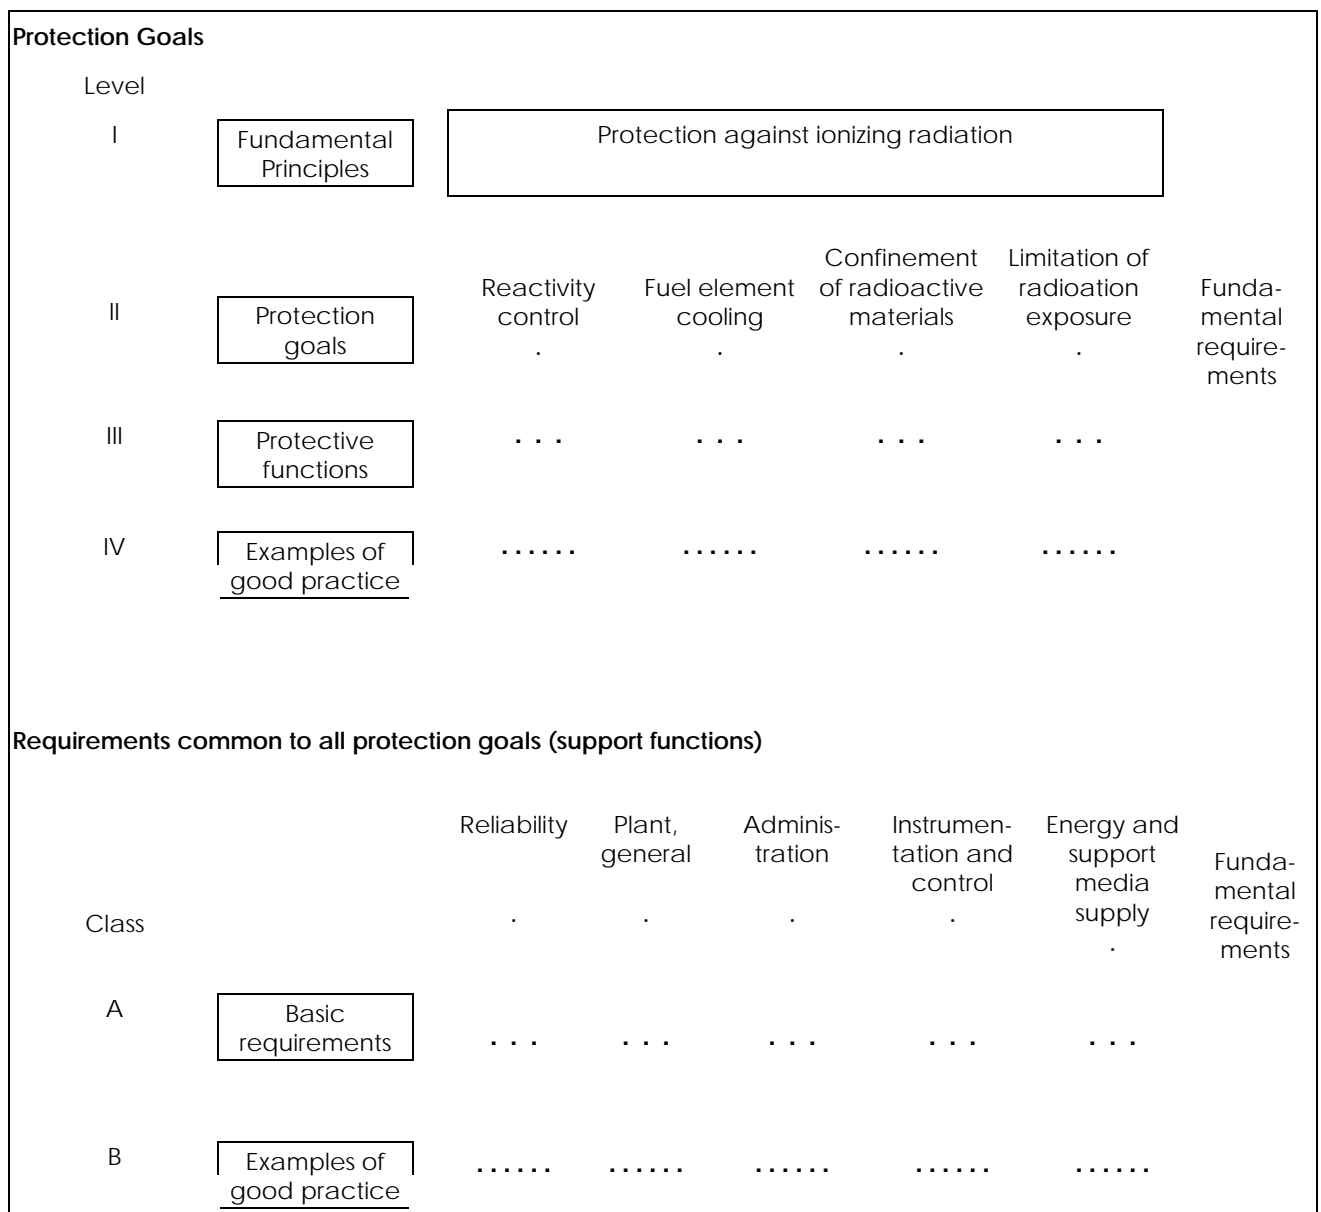 Protection Goals
Level
I
Fundamental
Principles
Protection against ionizing radiation
II
Protection
goals
Reactivity
control
.
Fuel element
cooling
.
Confinement
of radioactive
materials
.
Limitation of
radioation
exposure
.
Funda-
mental
require-
ments
III
Protective
functions
. . .
. . .
. . .
. . .
IV
Examples of
good practice
. . . . . .
. . . . . .
. . . . . .
. . . . . .
Requirements common to all protection goals (support functions)
Class
Reliability
.
Plant,
general
.
Adminis-
tration
.
Instrumen-
tation and
control
.
Energy and
support
media
supply
.
Funda-
mental
require-
ments
A
Basic
requirements
. . .
. . .
. . .
. . .
. . .
B
Examples of
good practice
. . . . . .
. . . . . .
. . . . . .
. . . . . .
. . . . . .